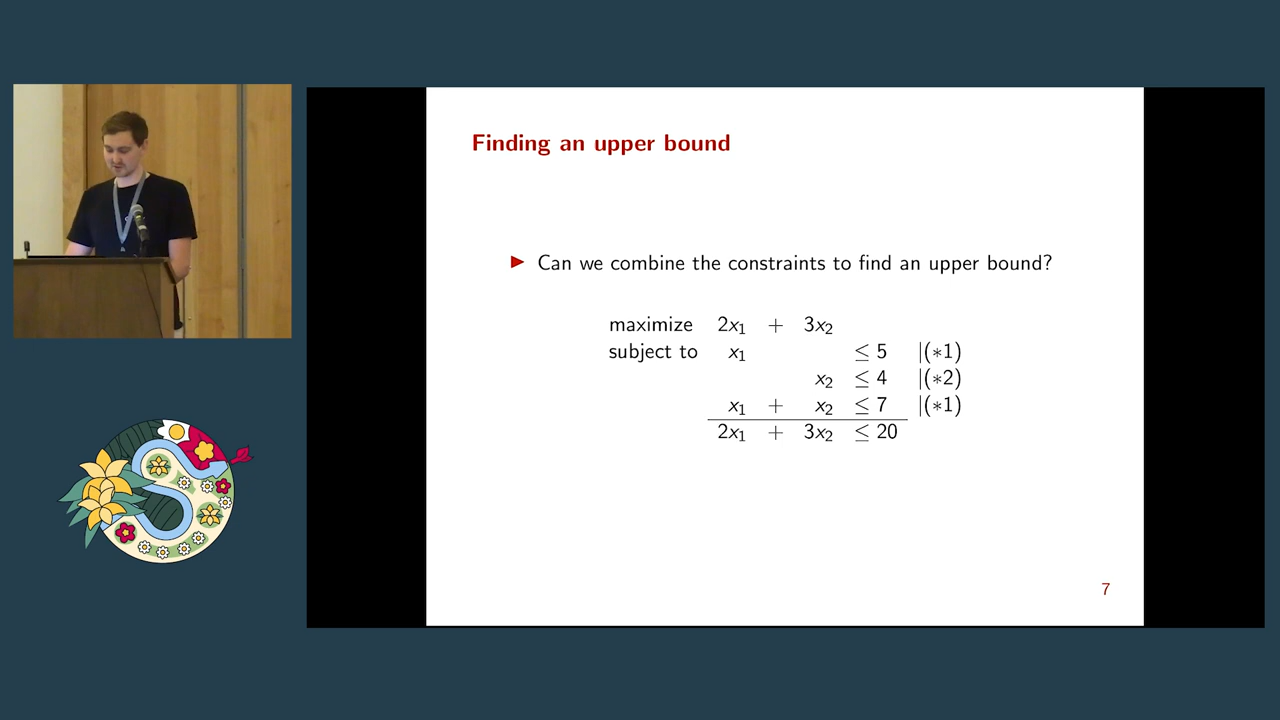 Finding an upper bound
Can we combine the constraints to find an upper bound?
maximize 2x₁ + 3x₂
subject to x₁ ≤ 5 |(∗1)
x₂ ≤ 4 |(∗2)
x₁ + x₂ ≤ 7 |(∗1)
2x₁ + 3x₂ ≤ 20
7